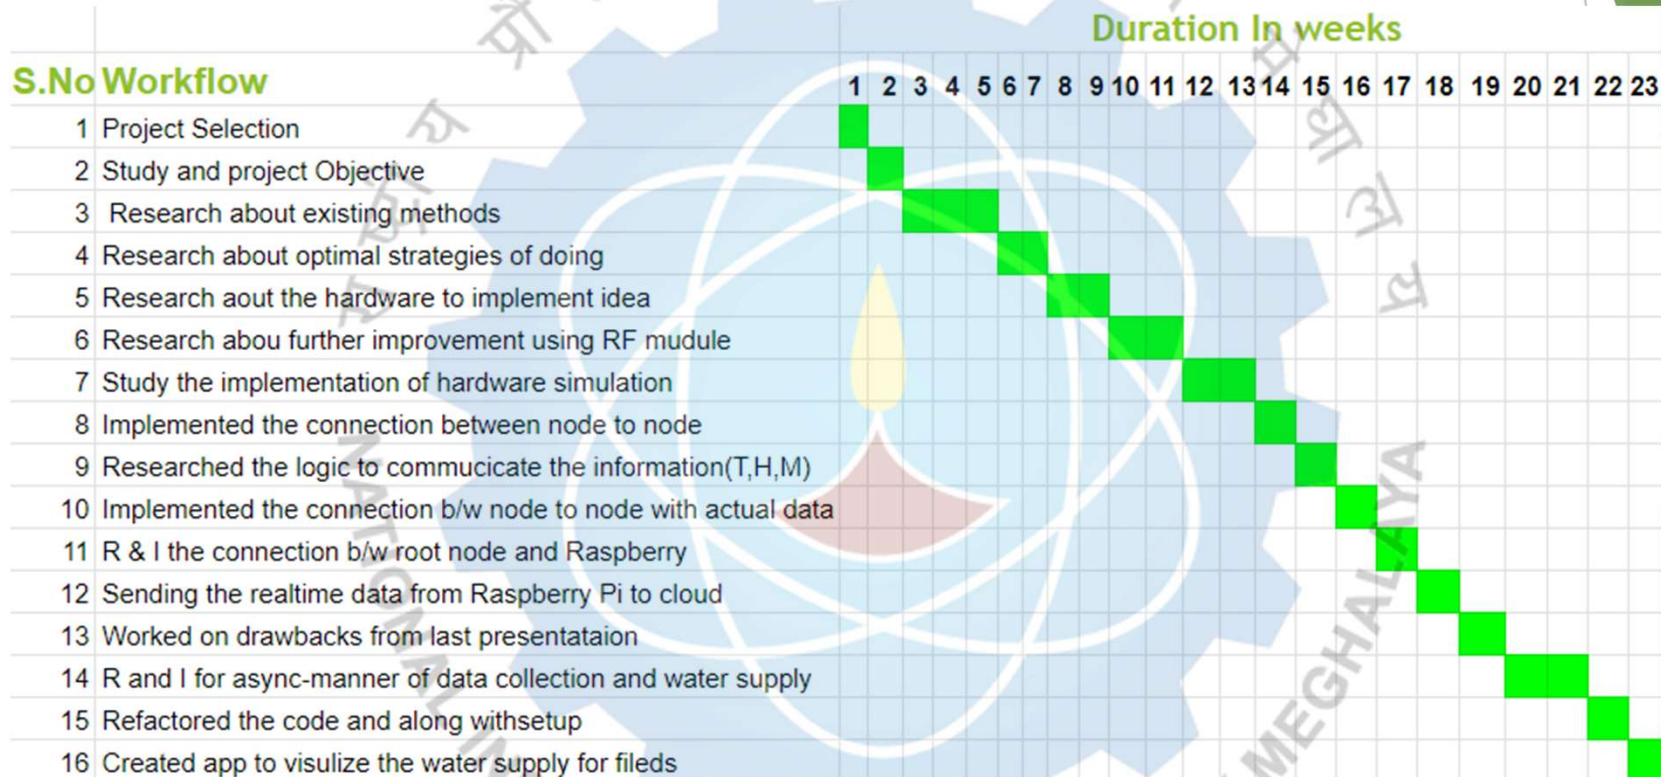 Duration In weeks
S.No Workflow 1 2 3 4 5 6 7 8 9 10 11 12 13 14 15 16 17 18 19 20 21 22 23
1 Project Selection
2 Study and project Objective
3 Research about existing methods
4 Research about optimal strategies of doing
5 Research aout the hardware to implement idea
6 Research abou further improvement using RF mudule
7 Study the implementation of hardware simulation
8 Implemented the connection between node to node
9 Researched the logic to commucicate the information(T,H,M)
10 Implemented the connection b/w node to node with actual data
11 R & I the connection b/w root node and Raspberry
12 Sending the realtime data from Raspberry Pi to cloud
13 Worked on drawbacks from last presentataion
14 R and I for async-manner of data collection and water supply
15 Refactored the code and along withsetup
16 Created app to visulize the water supply for fileds
NATIONAL
MEGHALAYA